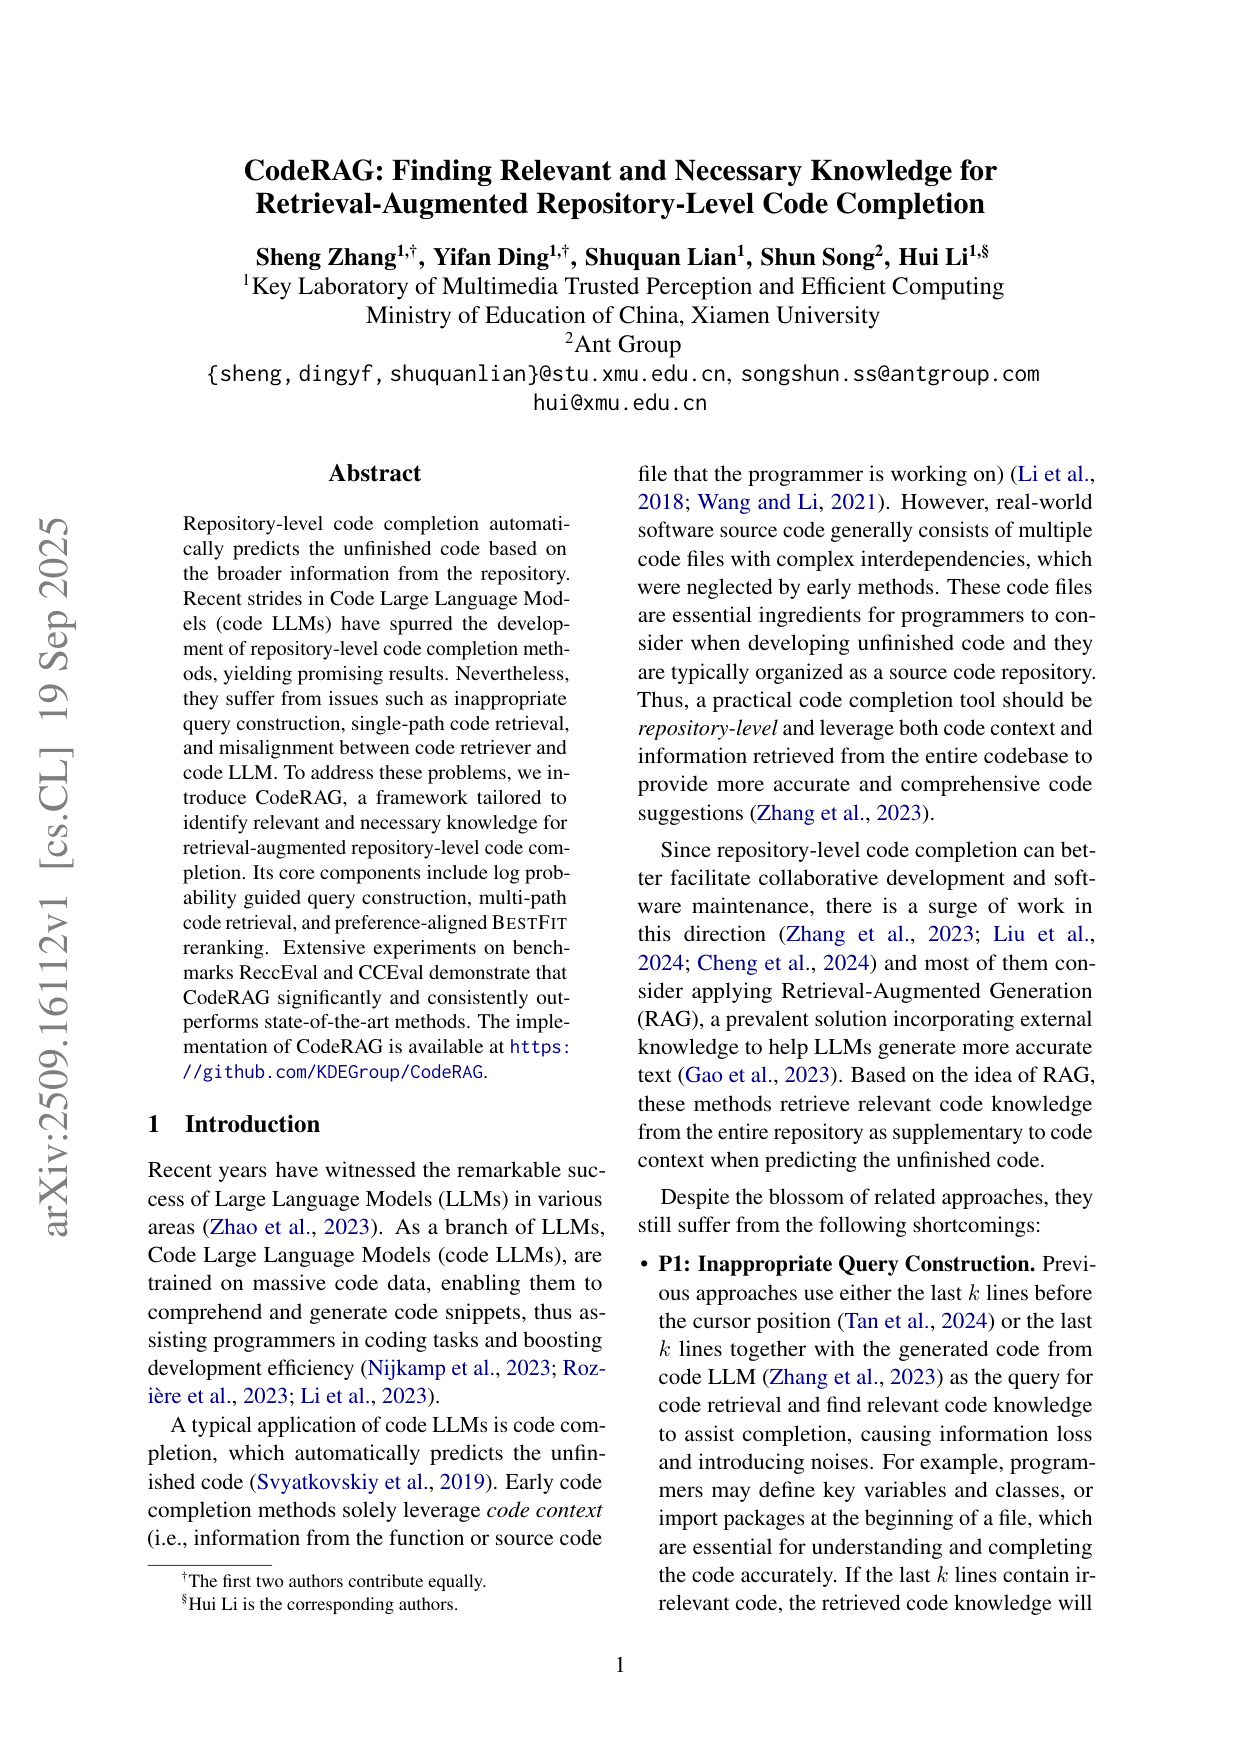 arXiv:2509.16112v1 [cs.CL] 19 Sep 2025
CodeRAG: Finding Relevant and Necessary Knowledge for
Retrieval-Augmented Repository-Level Code Completion
Sheng Zhang1,†, Yifan Ding1,†, Shuquan Lian1, Shun Song2, Hui Li1,§
1Key Laboratory of Multimedia Trusted Perception and Efficient Computing
Ministry of Education of China, Xiamen University
2Ant Group
{sheng, dingyf, shuquanlian}@stu.xmu.edu.cn, songshun.ss@antgroup.com
hui@xmu.edu.cn
Abstract
Repository-level code completion automati-
cally predicts the unfinished code based on
the broader information from the repository.
Recent strides in Code Large Language Mod-
els (code LLMs) have spurred the develop-
ment of repository-level code completion meth-
ods, yielding promising results. Nevertheless,
they suffer from issues such as inappropriate
query construction, single-path code retrieval,
and misalignment between code retriever and
code LLM. To address these problems, we in-
troduce CodeRAG, a framework tailored to
identify relevant and necessary knowledge for
retrieval-augmented repository-level code com-
pletion. Its core components include log prob-
ability guided query construction, multi-path
code retrieval, and preference-aligned BESTFIT
reranking. Extensive experiments on bench-
marks ReccEval and CCEval demonstrate that
CodeRAG significantly and consistently out-
performs state-of-the-art methods. The imple-
mentation of CodeRAG is available at https:
//github.com/KDEGroup/CodeRAG.
1 Introduction
Recent years have witnessed the remarkable suc-
cess of Large Language Models (LLMs) in various
areas (Zhao et al., 2023). As a branch of LLMs,
Code Large Language Models (code LLMs), are
trained on massive code data, enabling them to
comprehend and generate code snippets, thus as-
sisting programmers in coding tasks and boosting
development efficiency (Nijkamp et al., 2023; Roz-
ière et al., 2023; Li et al., 2023).
A typical application of code LLMs is code com-
pletion, which automatically predicts the unfin-
ished code (Svyatkovskiy et al., 2019). Early code
completion methods solely leverage code context
(i.e., information from the function or source code
†The first two authors contribute equally.
§Hui Li is the corresponding authors.
file that the programmer is working on) (Li et al.,
2018; Wang and Li, 2021). However, real-world
software source code generally consists of multiple
code files with complex interdependencies, which
were neglected by early methods. These code files
are essential ingredients for programmers to con-
sider when developing unfinished code and they
are typically organized as a source code repository.
Thus, a practical code completion tool should be
repository-level and leverage both code context and
information retrieved from the entire codebase to
provide more accurate and comprehensive code
suggestions (Zhang et al., 2023).
Since repository-level code completion can bet-
ter facilitate collaborative development and soft-
ware maintenance, there is a surge of work in
this direction (Zhang et al., 2023; Liu et al.,
2024; Cheng et al., 2024) and most of them con-
sider applying Retrieval-Augmented Generation
(RAG), a prevalent solution incorporating external
knowledge to help LLMs generate more accurate
text (Gao et al., 2023). Based on the idea of RAG,
these methods retrieve relevant code knowledge
from the entire repository as supplementary to code
context when predicting the unfinished code.
Despite the blossom of related approaches, they
still suffer from the following shortcomings:
• P1: Inappropriate Query Construction. Previ-
ous approaches use either the last k lines before
the cursor position (Tan et al., 2024) or the last
k lines together with the generated code from
code LLM (Zhang et al., 2023) as the query for
code retrieval and find relevant code knowledge
to assist completion, causing information loss
and introducing noises. For example, program-
mers may define key variables and classes, or
import packages at the beginning of a file, which
are essential for understanding and completing
the code accurately. If the last k lines contain ir-
relevant code, the retrieved code knowledge will
1